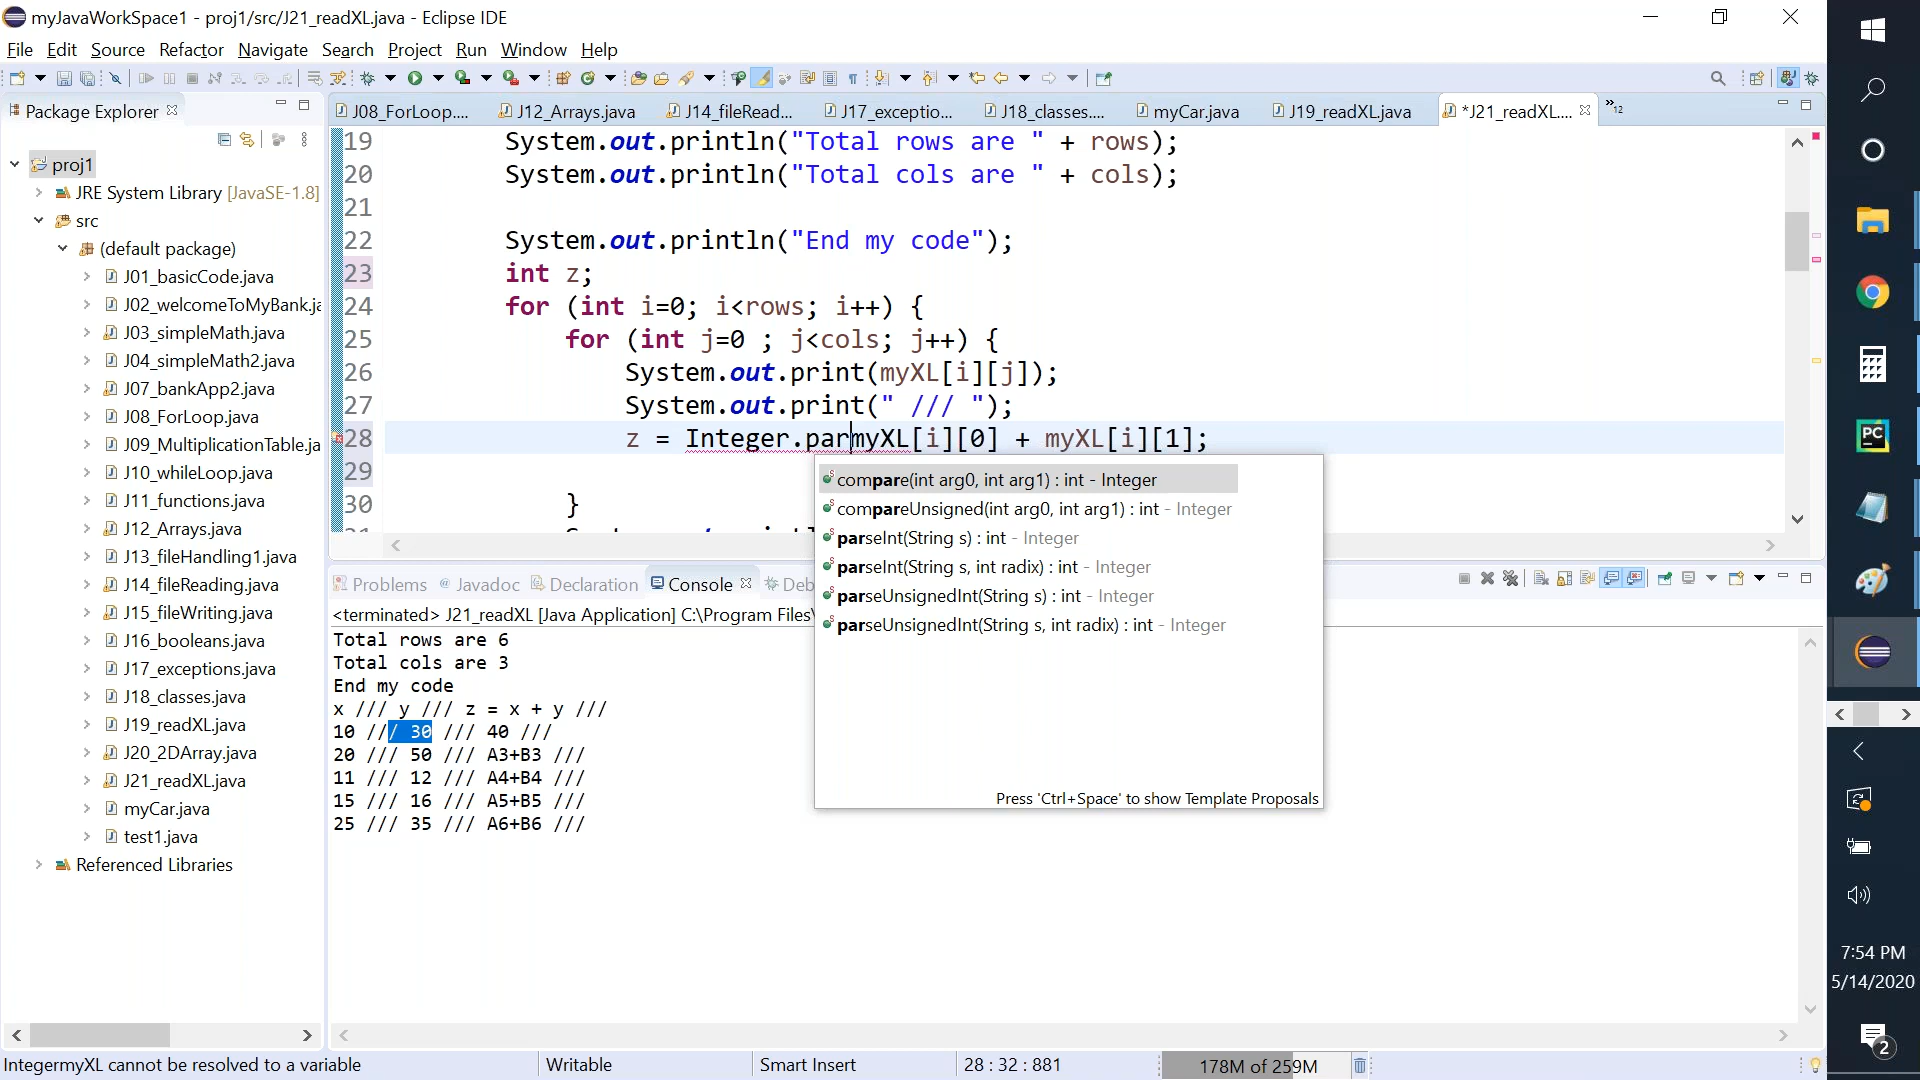 myJavaWorkSpace1 - proj1/src/J21_readXL.java - Eclipse IDE
File Edit Source Refactor Navigate Search Project Run Window Help
Package Explorer
J08_ForLoop.... J12_Arrays.java J14_fileRead... J17_exceptio... J18_classes.... myCar.java J19_readXL.java *J21_readXL.... »12
proj1
JRE System Library [JavaSE-1.8]
src
(default package)
J01_basicCode.java
J02_welcomeToMyBank.ja
J03_simpleMath.java
J04_simpleMath2.java
J07_bankApp2.java
J08_ForLoop.java
J09_MultiplicationTable.ja
J10_whileLoop.java
J11_functions.java
J12_Arrays.java
J13_fileHandling1.java
J14_fileReading.java
J15_fileWriting.java
J16_booleans.java
J17_exceptions.java
J18_classes.java
J19_readXL.java
J20_2DArray.java
J21_readXL.java
myCar.java
test1.java
Referenced Libraries
19 System.out.println("Total rows are " + rows);
20 System.out.println("Total cols are " + cols);
21
22 System.out.println("End my code");
23 int z;
24 for (int i=0; i<rows; i++) {
25 for (int j=0 ; j<cols; j++) {
26 System.out.print(myXL[i][j]);
27 System.out.print(" /// ");
28 z = Integer.parmyXL[i][0] + myXL[i][1];
29
30 }
compare(int arg0, int arg1) : int - Integer
compareUnsigned(int arg0, int arg1) : int - Integer
parseInt(String s) : int - Integer
parseInt(String s, int radix) : int - Integer
parseUnsignedInt(String s) : int - Integer
parseUnsignedInt(String s, int radix) : int - Integer
Press 'Ctrl+Space' to show Template Proposals
Problems @ Javadoc Declaration Console Deb
<terminated> J21_readXL [Java Application] C:\Program Files\
Total rows are 6
Total cols are 3
End my code
x /// y /// z = x + y ///
10 /// 30 /// 40 ///
20 /// 50 /// A3+B3 ///
11 /// 12 /// A4+B4 ///
15 /// 16 /// A5+B5 ///
25 /// 35 /// A6+B6 ///
IntegermyXL cannot be resolved to a variable Writable Smart Insert 28 : 32 : 881 178M of 259M
PC
7:54 PM
5/14/2020
2